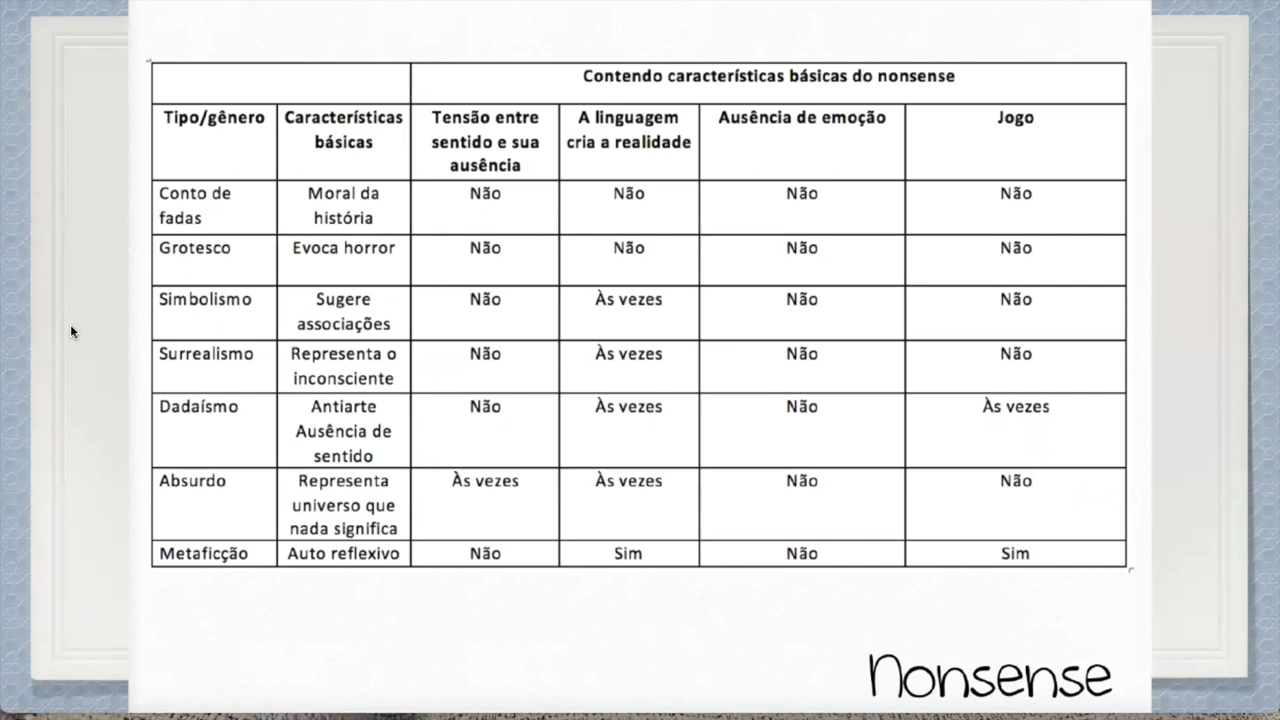 Contendo características básicas do nonsense
Tipo/gênero Características básicas Tensão entre sentido e sua ausência A linguagem cria a realidade Ausência de emoção Jogo
Conto de fadas Moral da história Não Não Não Não
Grotesco Evoca horror Não Não Não Não
Simbolismo Sugere associações Não Às vezes Não Não
Surrealismo Representa o inconsciente Não Às vezes Não Não
Dadaísmo Antiarte Ausência de sentido Não Às vezes Não Às vezes
Absurdo Representa universo que nada significa Às vezes Às vezes Não Não
Metaficção Auto reflexivo Não Sim Não Sim
Nonsense